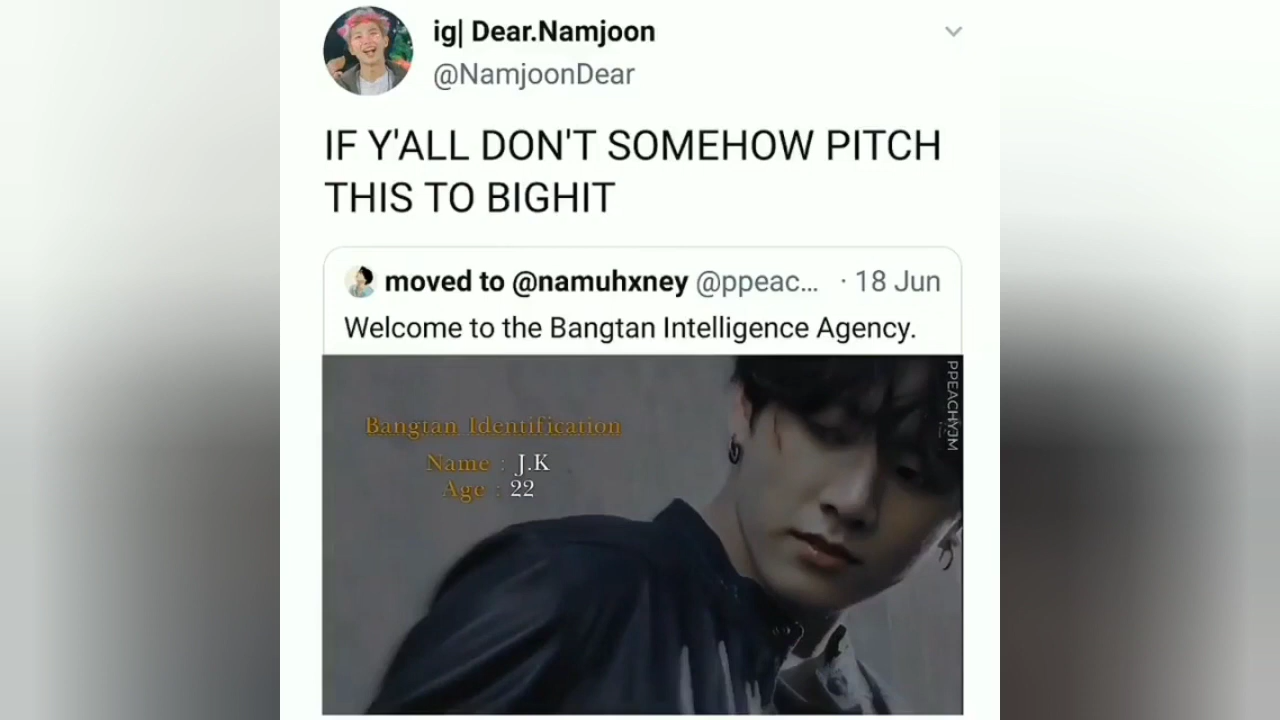 ig| Dear.Namjoon
@NamjoonDear
IF Y'ALL DON'T SOMEHOW PITCH
THIS TO BIGHIT
moved to @namuhxney @ppeac... · 18 Jun
Welcome to the Bangtan Intelligence Agency.
PPEACHYJM
Bangtan Identification
Name : J.K
Age : 22